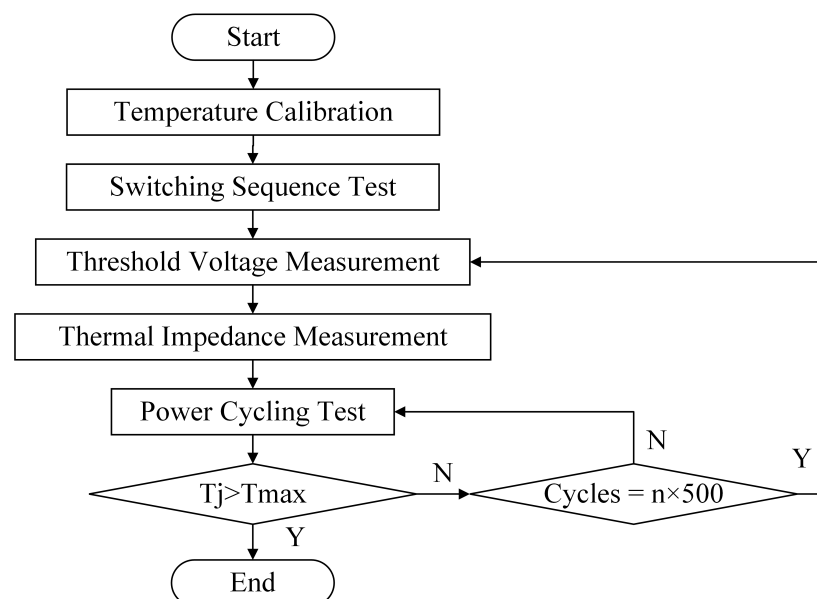 Start
Temperature Calibration
Switching Sequence Test
Threshold Voltage Measurement
Thermal Impedance Measurement
Power Cycling Test
N
Y
Tj>Tmax
N
Cycles = n×500
Y
End